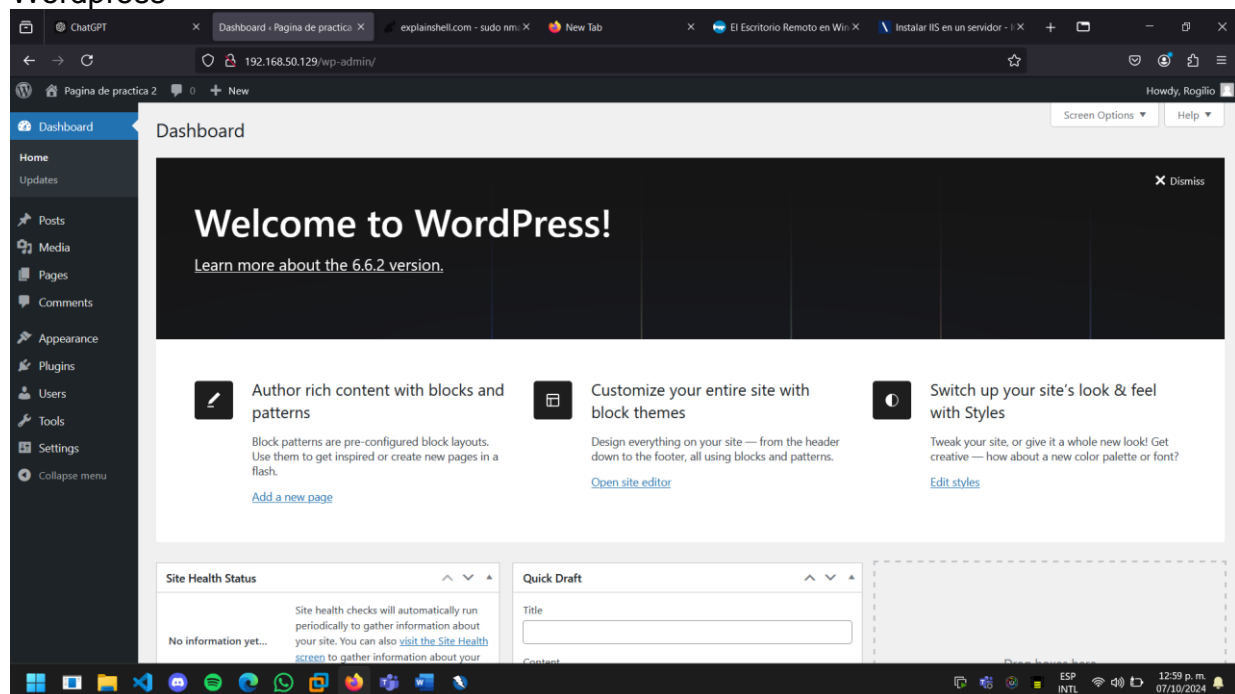 Wordpress
ChatGPT
Dashboard ‹ Pagina de practica
explainshell.com - sudo nm
New Tab
El Escritorio Remoto en Win
Instalar IIS en un servidor - I
192.168.50.129/wp-admin/
Pagina de practica 2
0
New
Howdy, Rogilio
Screen Options
Help
Dashboard
Home
Updates
Posts
Media
Pages
Comments
Appearance
Plugins
Users
Tools
Settings
Collapse menu
Dashboard
Dismiss
Welcome to WordPress!
Learn more about the 6.6.2 version.
Author rich content with blocks and
patterns
Block patterns are pre-configured block layouts.
Use them to get inspired or create new pages in a
flash.
Add a new page
Customize your entire site with
block themes
Design everything on your site — from the header
down to the footer, all using blocks and patterns.
Open site editor
Switch up your site's look & feel
with Styles
Tweak your site, or give it a whole new look! Get
creative — how about a new color palette or font?
Edit styles
Site Health Status
No information yet...
Site health checks will automatically run
periodically to gather information about
your site. You can also visit the Site Health
screen to gather information about your
Quick Draft
Title
Content
Drop boxes here
ESP
INTL
12:59 p. m.
07/10/2024